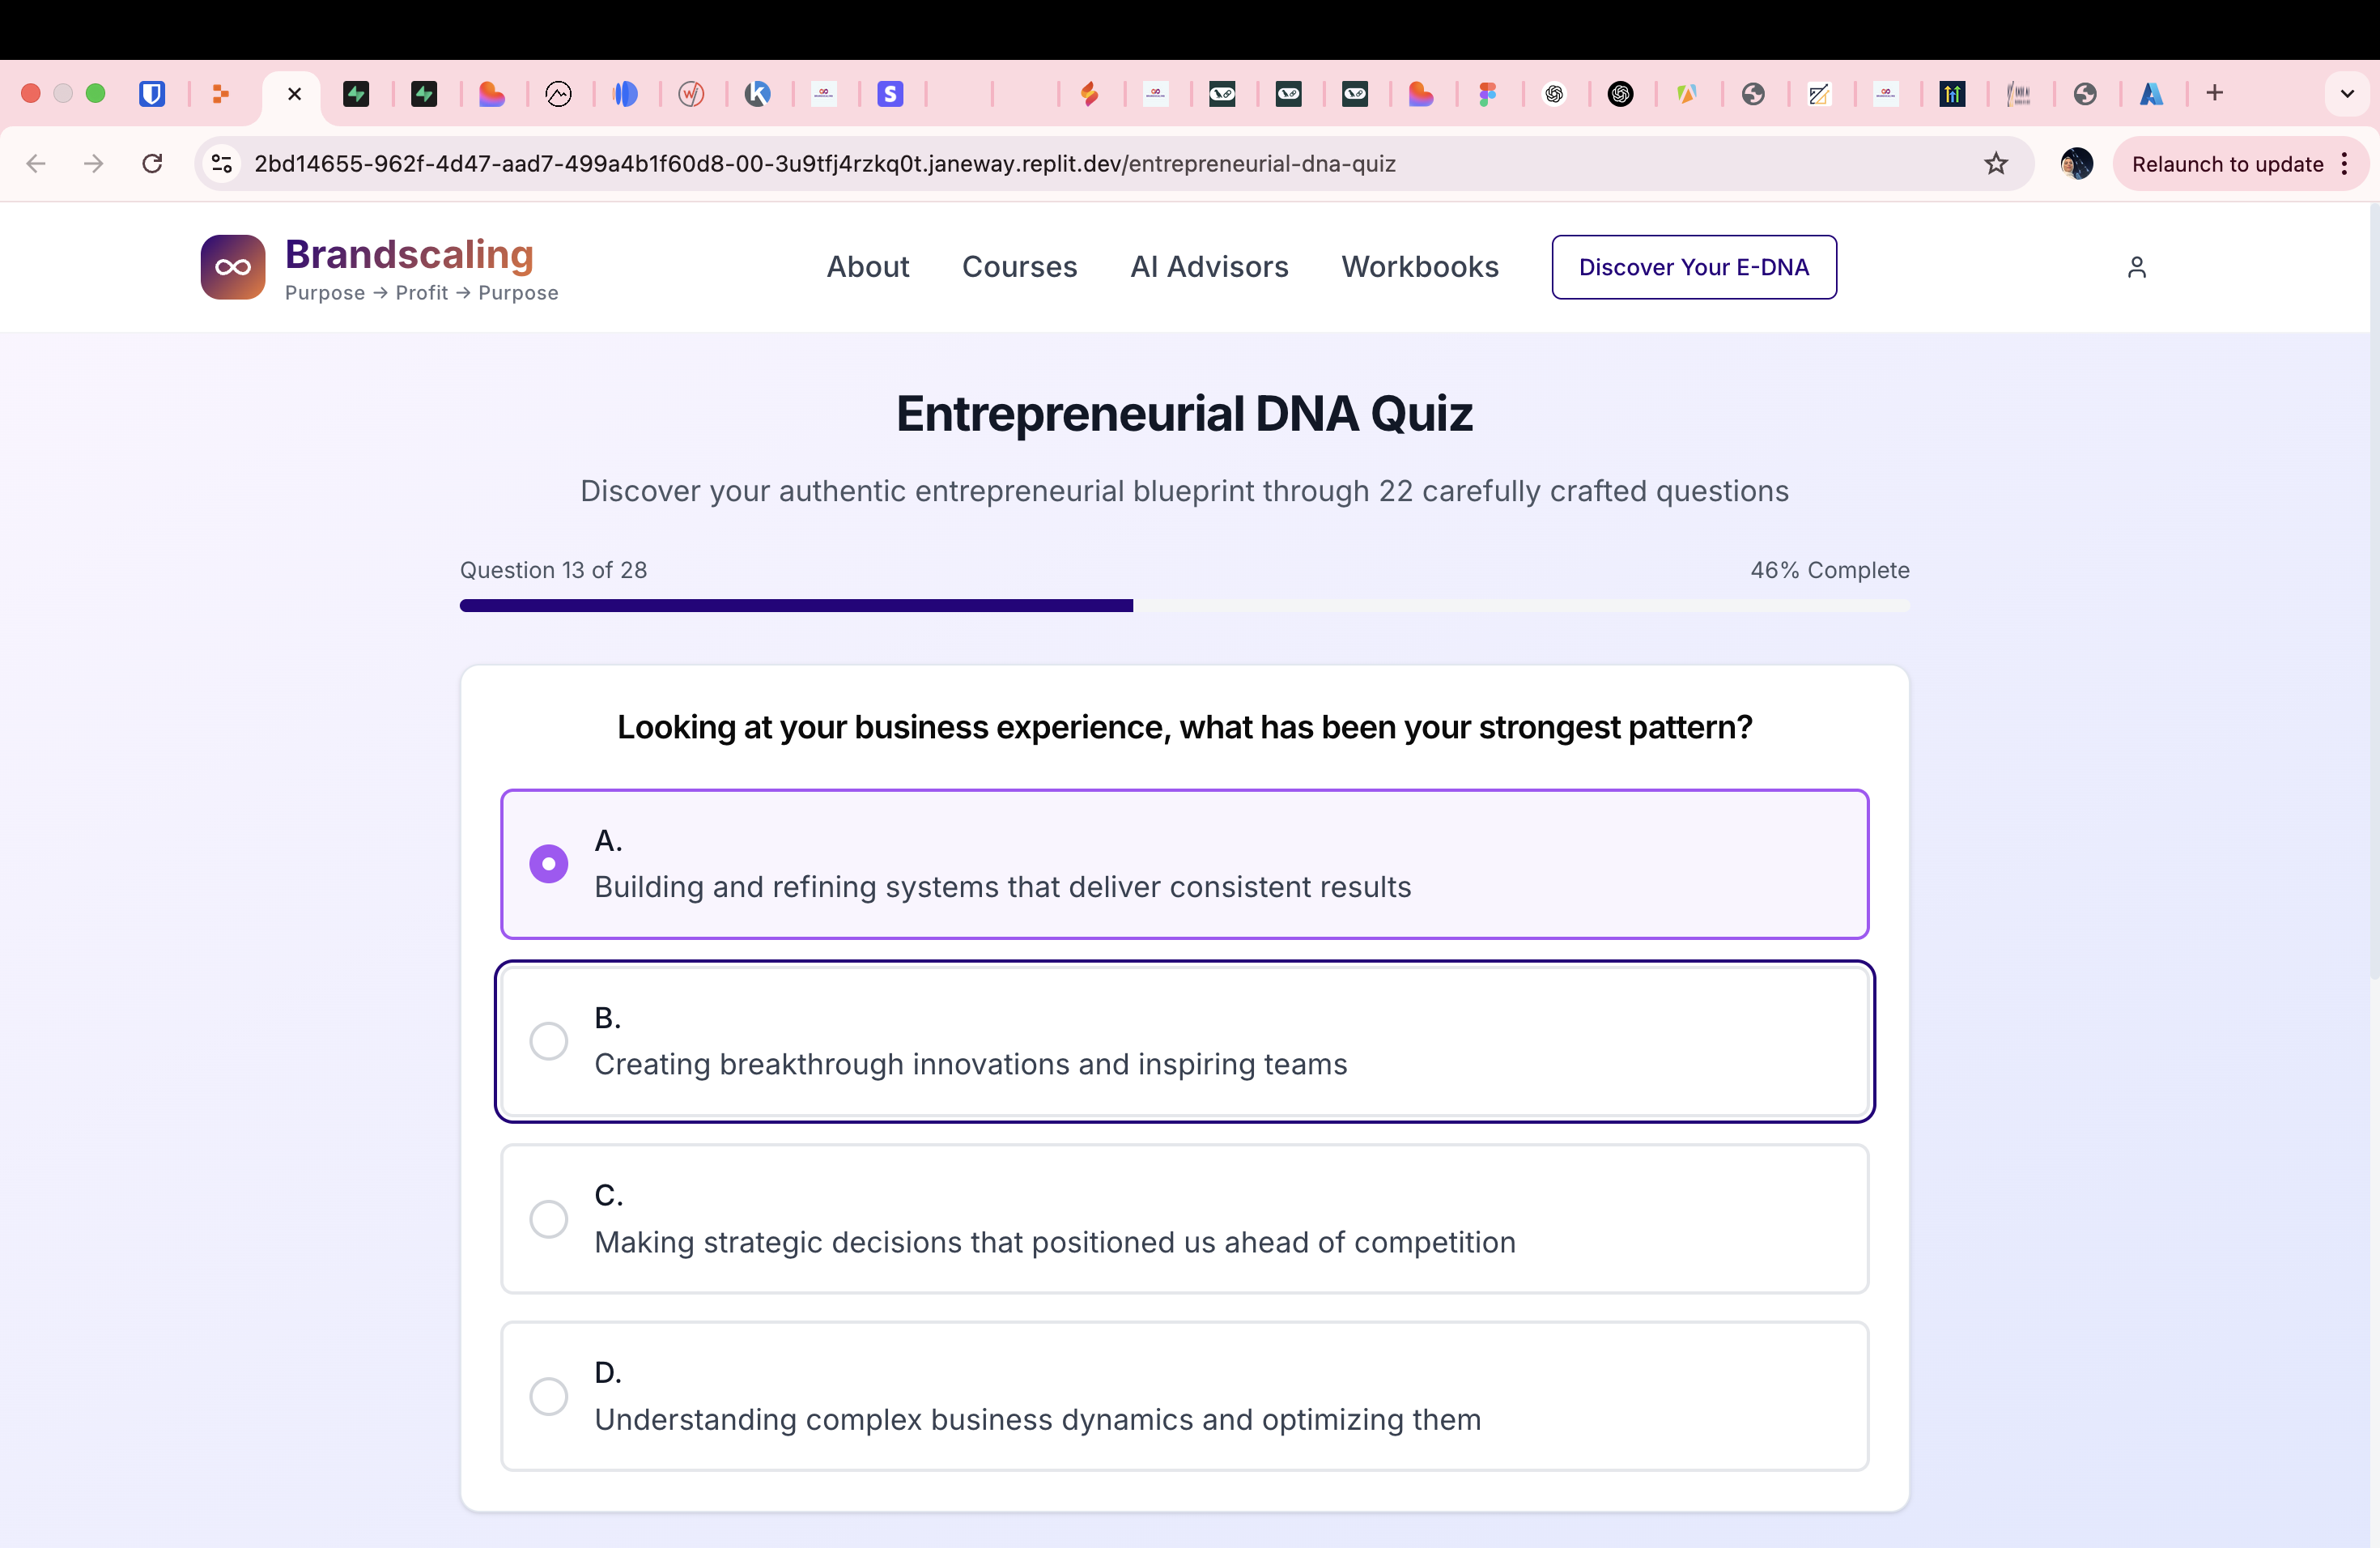 2bd14655-962f-4d47-aad7-499a4b1f60d8-00-3u9tfj4rzkq0t.janeway.replit.dev/entrepreneurial-dna-quiz
Relaunch to update
Brandscaling
Purpose → Profit → Purpose
About
Courses
AI Advisors
Workbooks
Discover Your E-DNA
Entrepreneurial DNA Quiz
Discover your authentic entrepreneurial blueprint through 22 carefully crafted questions
Question 13 of 28
46% Complete
Looking at your business experience, what has been your strongest pattern?
A.
Building and refining systems that deliver consistent results
B.
Creating breakthrough innovations and inspiring teams
C.
Making strategic decisions that positioned us ahead of competition
D.
Understanding complex business dynamics and optimizing them